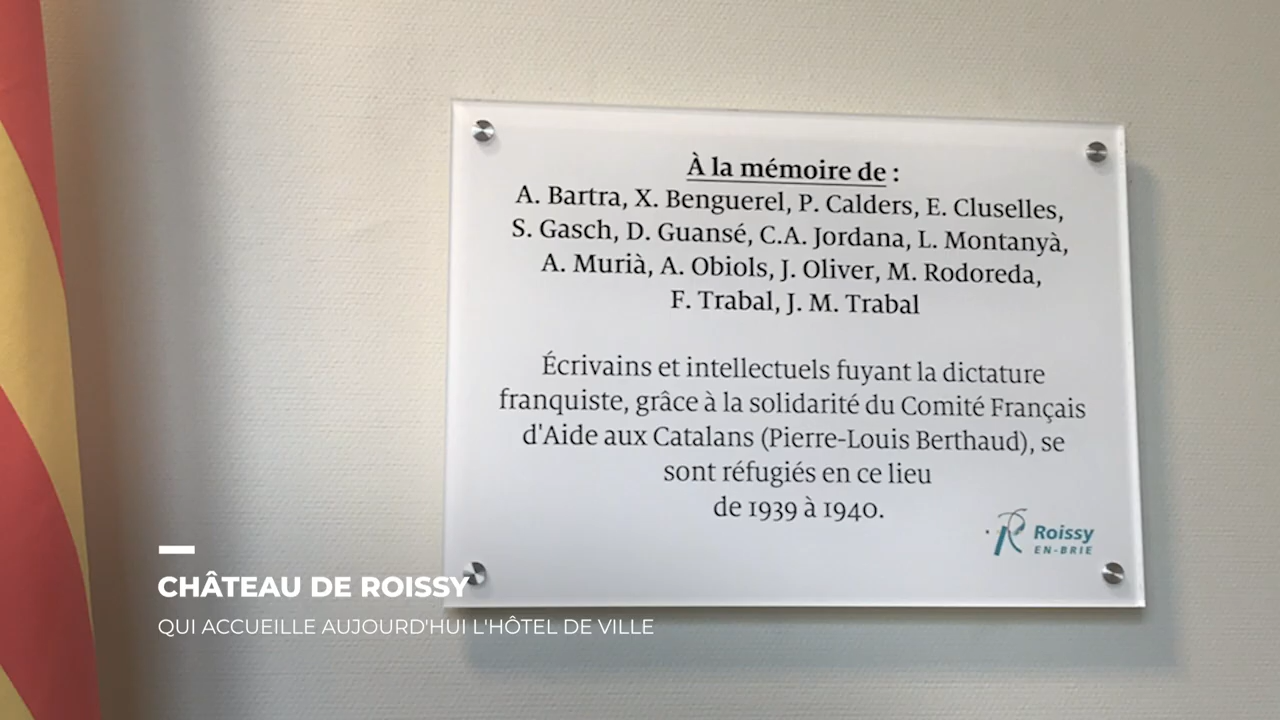 À la mémoire de :
A. Bartra, X. Benguerel, P. Calders, E. Cluselles,
S. Gasch, D. Guansé, C.A. Jordana, L. Montanyà,
A. Murià, A. Obiols, J. Oliver, M. Rodoreda,
F. Trabal, J. M. Trabal
Écrivains et intellectuels fuyant la dictature
franquiste, grâce à la solidarité du Comité Français
d'Aide aux Catalans (Pierre-Louis Berthaud), se
sont réfugiés en ce lieu
de 1939 à 1940.
Roissy
EN-BRIE
CHÂTEAU DE ROISSY
QUI ACCUEILLE AUJOURD'HUI L'HÔTEL DE VILLE